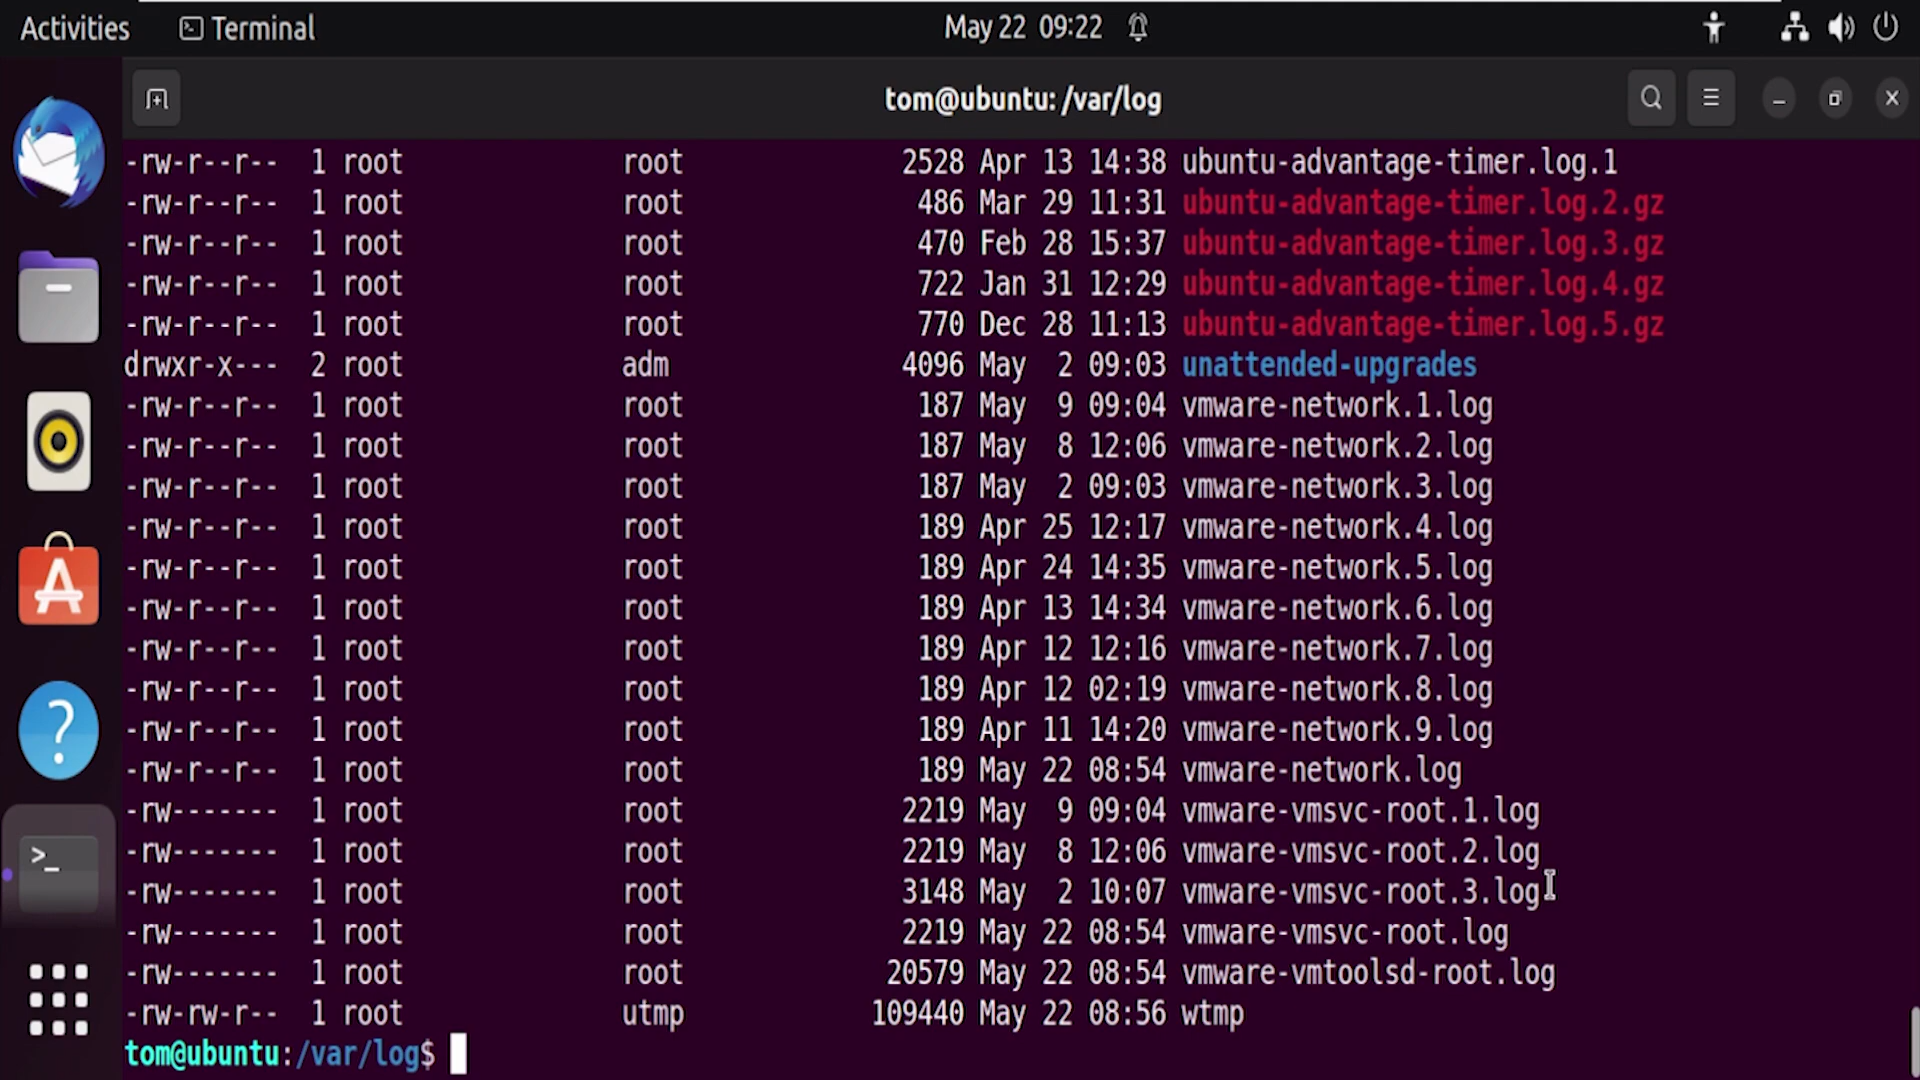 Activities Terminal May 22 09:22
tom@ubuntu: /var/log
-rw-r--r-- 1 root root 2528 Apr 13 14:38 ubuntu-advantage-timer.log.1
-rw-r--r-- 1 root root 486 Mar 29 11:31 ubuntu-advantage-timer.log.2.gz
-rw-r--r-- 1 root root 470 Feb 28 15:37 ubuntu-advantage-timer.log.3.gz
-rw-r--r-- 1 root root 722 Jan 31 12:29 ubuntu-advantage-timer.log.4.gz
-rw-r--r-- 1 root root 770 Dec 28 11:13 ubuntu-advantage-timer.log.5.gz
drwxr-x--- 2 root adm 4096 May 2 09:03 unattended-upgrades
-rw-r--r-- 1 root root 187 May 9 09:04 vmware-network.1.log
-rw-r--r-- 1 root root 187 May 8 12:06 vmware-network.2.log
-rw-r--r-- 1 root root 187 May 2 09:03 vmware-network.3.log
-rw-r--r-- 1 root root 189 Apr 25 12:17 vmware-network.4.log
-rw-r--r-- 1 root root 189 Apr 24 14:35 vmware-network.5.log
-rw-r--r-- 1 root root 189 Apr 13 14:34 vmware-network.6.log
-rw-r--r-- 1 root root 189 Apr 12 12:16 vmware-network.7.log
-rw-r--r-- 1 root root 189 Apr 12 02:19 vmware-network.8.log
-rw-r--r-- 1 root root 189 Apr 11 14:20 vmware-network.9.log
-rw-r--r-- 1 root root 189 May 22 08:54 vmware-network.log
-rw------- 1 root root 2219 May 9 09:04 vmware-vmsvc-root.1.log
-rw------- 1 root root 2219 May 8 12:06 vmware-vmsvc-root.2.log
-rw------- 1 root root 3148 May 2 10:07 vmware-vmsvc-root.3.log
-rw------- 1 root root 2219 May 22 08:54 vmware-vmsvc-root.log
-rw------- 1 root root 20579 May 22 08:54 vmware-vmtoolsd-root.log
-rw-rw-r-- 1 root utmp 109440 May 22 08:56 wtmp
tom@ubuntu:/var/log$